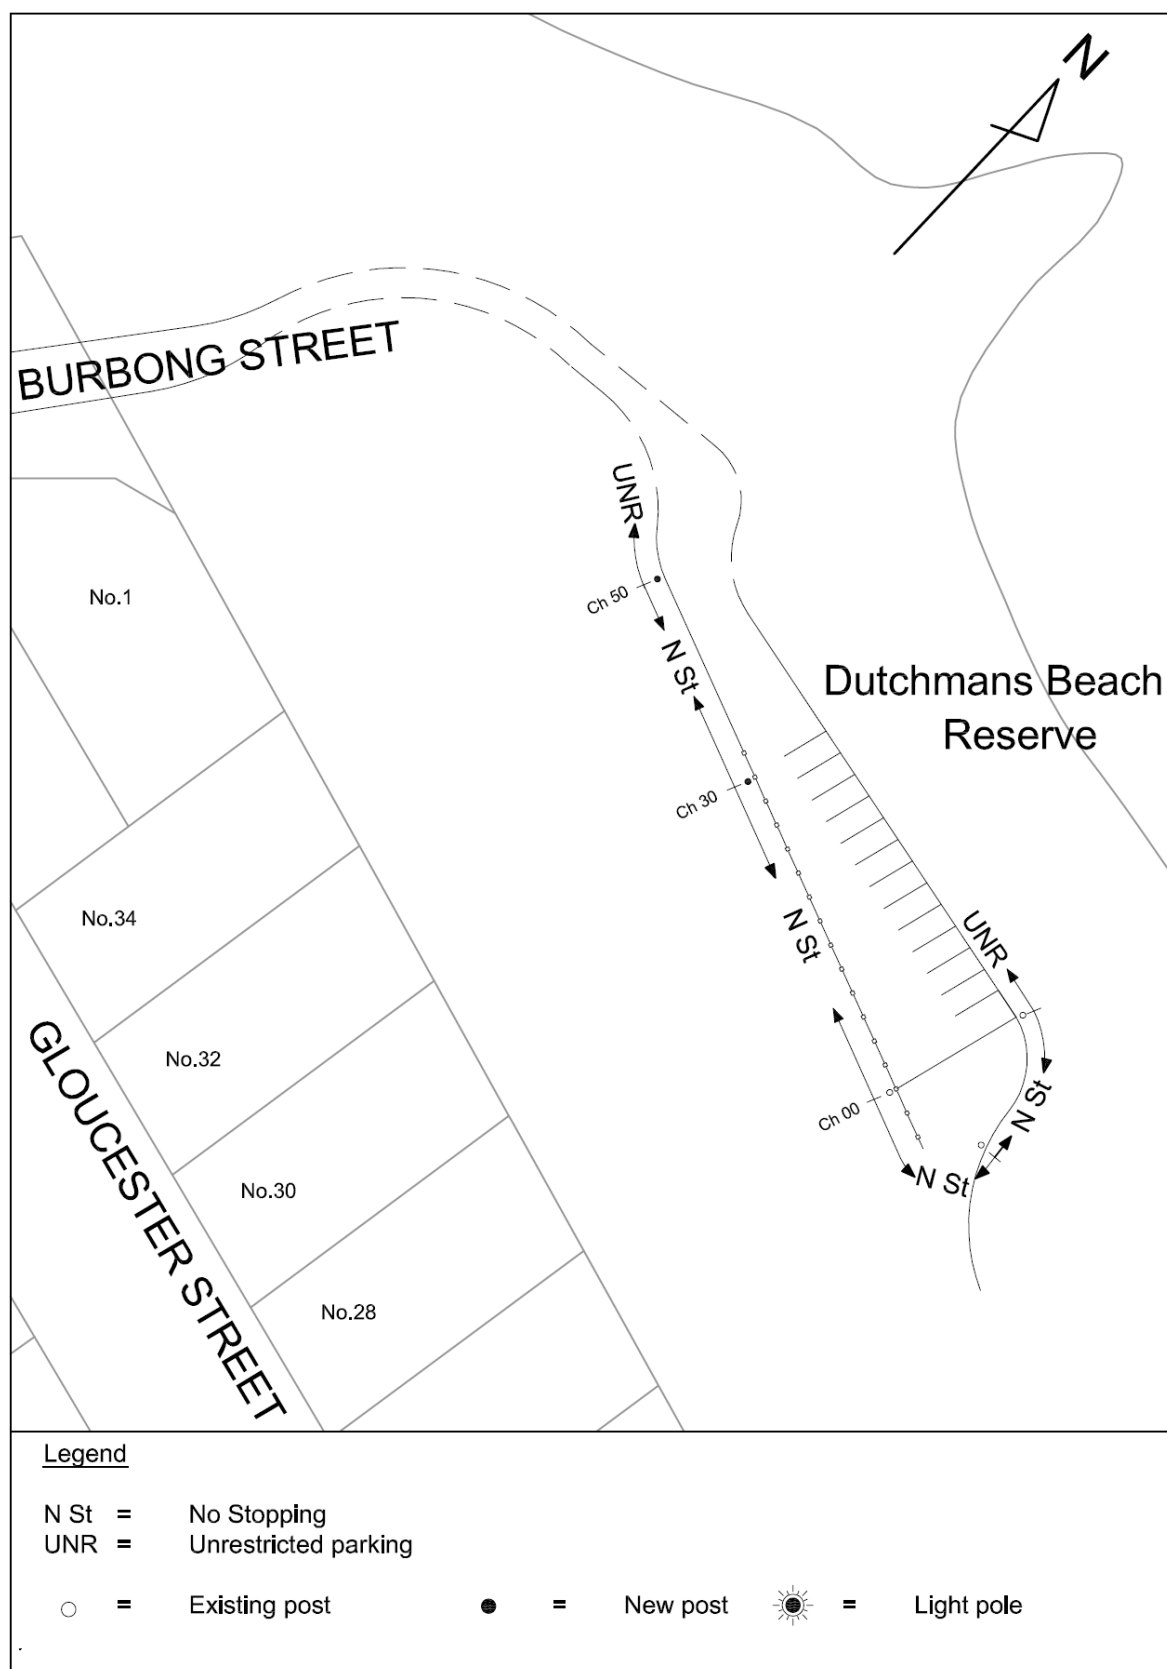 N
BURBONG STREET
UNR
Ch 50
No.1
N St
Dutchmans Beach
Reserve
Ch 30
No.34
N St
UNR
GLOUCESTER STREET
No.32
Ch 00
N St
N St
No.30
No.28
Legend
N St = No Stopping
UNR = Unrestricted parking
= Existing post = New post = Light pole